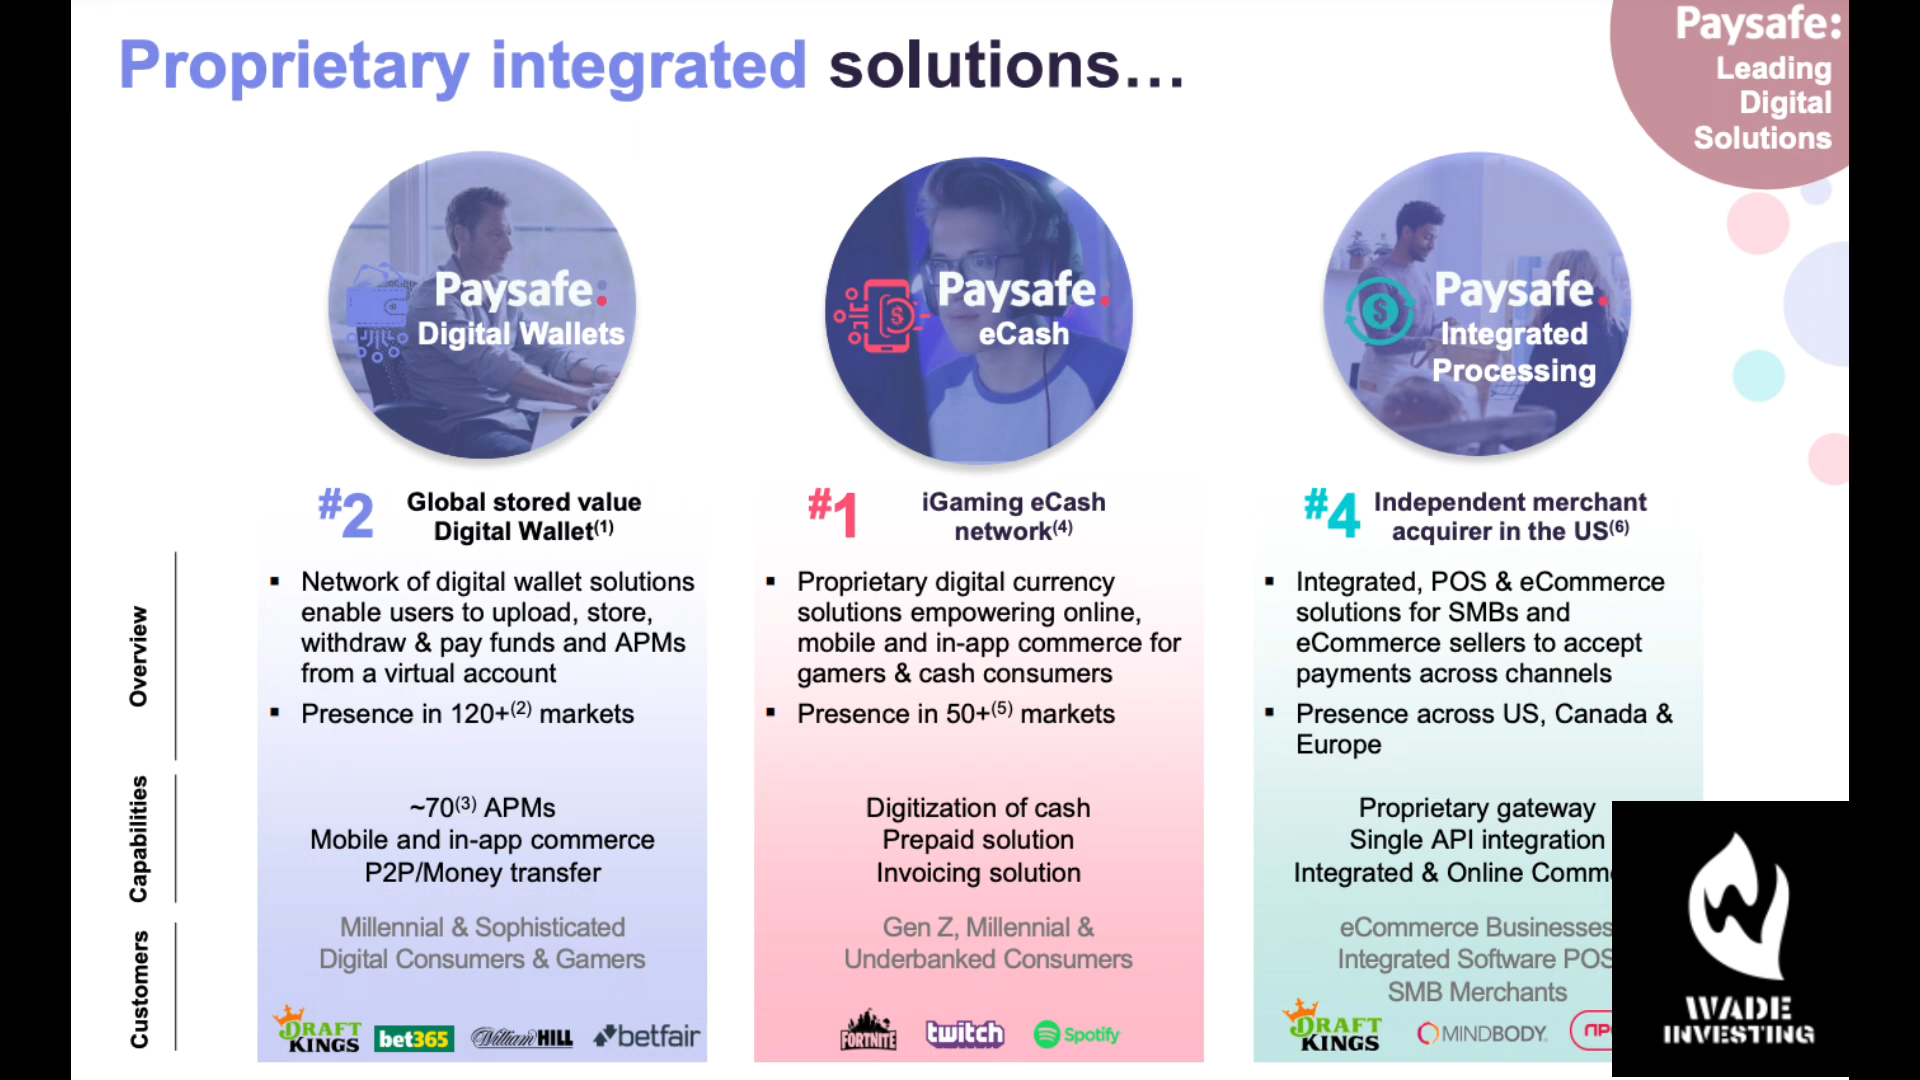 Proprietary integrated solutions...
Paysafe:
Leading
Digital
Solutions
Paysafe:
Digital Wallets
Paysafe:
eCash
Paysafe:
Integrated
Processing
#2
Global stored value
Digital Wallet(1)
#1
iGaming eCash
network(4)
#4
Independent merchant
acquirer in the US(6)
Overview
▪ Network of digital wallet solutions
enable users to upload, store,
withdraw & pay funds and APMs
from a virtual account
▪ Presence in 120+(2) markets
▪ Proprietary digital currency
solutions empowering online,
mobile and in-app commerce for
gamers & cash consumers
▪ Presence in 50+(5) markets
▪ Integrated, POS & eCommerce
solutions for SMBs and
eCommerce sellers to accept
payments across channels
▪ Presence across US, Canada &
Europe
Capabilities
~70(3) APMs
Mobile and in-app commerce
P2P/Money transfer
Digitization of cash
Prepaid solution
Invoicing solution
Proprietary gateway
Single API integration
Integrated & Online
Customers
Millennial & Sophisticated
Digital Consumers & Gamers
DRAFT
KINGS
bet365
William HILL
betfair
Gen Z, Millennial &
Underbanked Consumers
FORTNITE
twitch
Spotify
eCommerce Businesses
Integrated Software POS
SMB Merchants
DRAFT
KINGS
MINDBODY
WADE
INVESTING